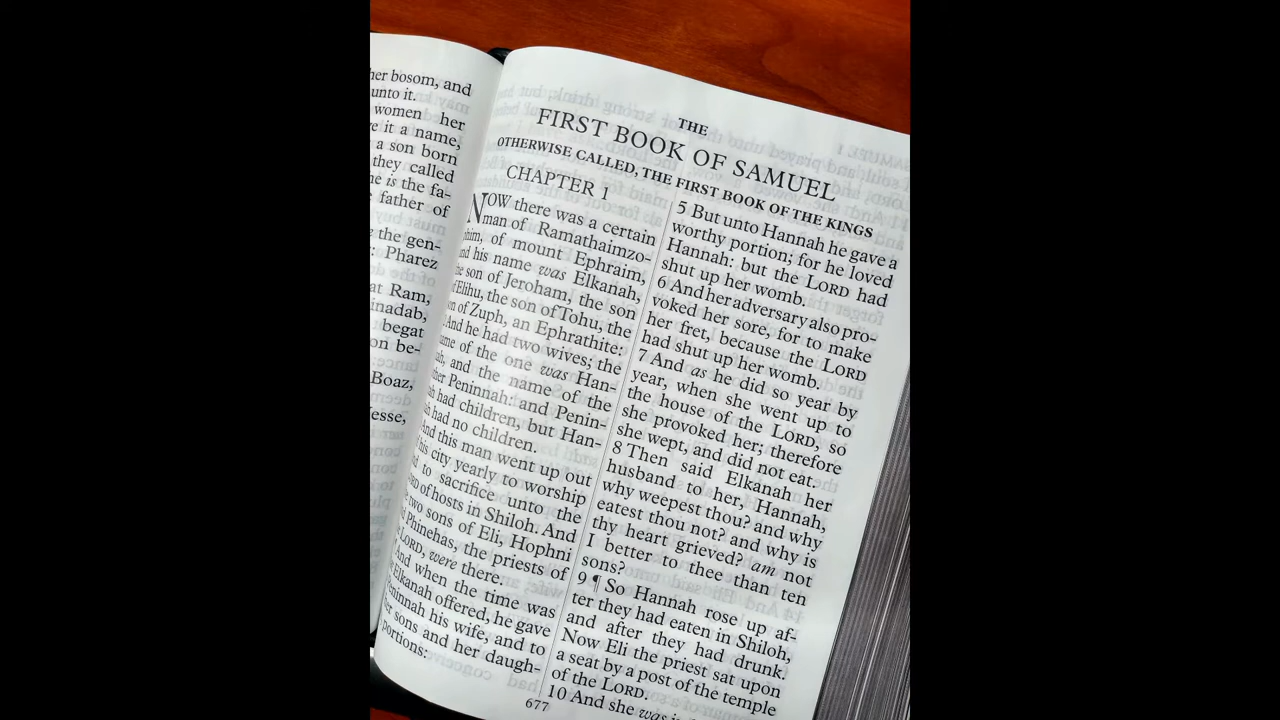 her bosom, and
unto it.
women her
it a name,
a son born
they called
is the fa-
father of
the gen-
Pharez
Ram,
begat
on be-
Boaz,
THE
FIRST BOOK OF SAMUEL
OTHERWISE CALLED, THE FIRST BOOK OF THE KINGS
CHAPTER 1
NOW there was a certain
man of Ramathaimzo-
phim, of mount Ephraim,
and his name was Elkanah,
the son of Jeroham, the son
of Elihu, the son of Tohu, the
son of Zuph, an Ephrathite:
And he had two wives; the
name of the one was Han-
nah, and the name of the
other Peninnah: and Penin-
nah had children, but Han-
nah had no children.
And this man went up out
his city yearly to worship
and to sacrifice unto the
of hosts in Shiloh. And
the two sons of Eli, Hophni
and Phinehas, the priests of
the LORD, were there.
And when the time was
Elkanah offered, he gave
Peninnah his wife, and to
her sons and her daugh-
portions:
5 But unto Hannah he gave a
worthy portion; for he loved
Hannah: but the LORD had
shut up her womb.
6 And her adversary also pro-
voked her sore, for to make
her fret, because the LORD
had shut up her womb.
7 And as he did so year by
year, when she went up to
the house of the LORD, so
she provoked her; therefore
she wept, and did not eat.
8 Then said Elkanah her
husband to her, Hannah,
why weepest thou? and why
eatest thou not? and why is
thy heart grieved? am not
I better to thee than ten
sons?
9 ¶ So Hannah rose up af-
ter they had eaten in Shiloh,
and after they had drunk.
Now Eli the priest sat upon
a seat by a post of the temple
of the LORD.
10 And she was
677